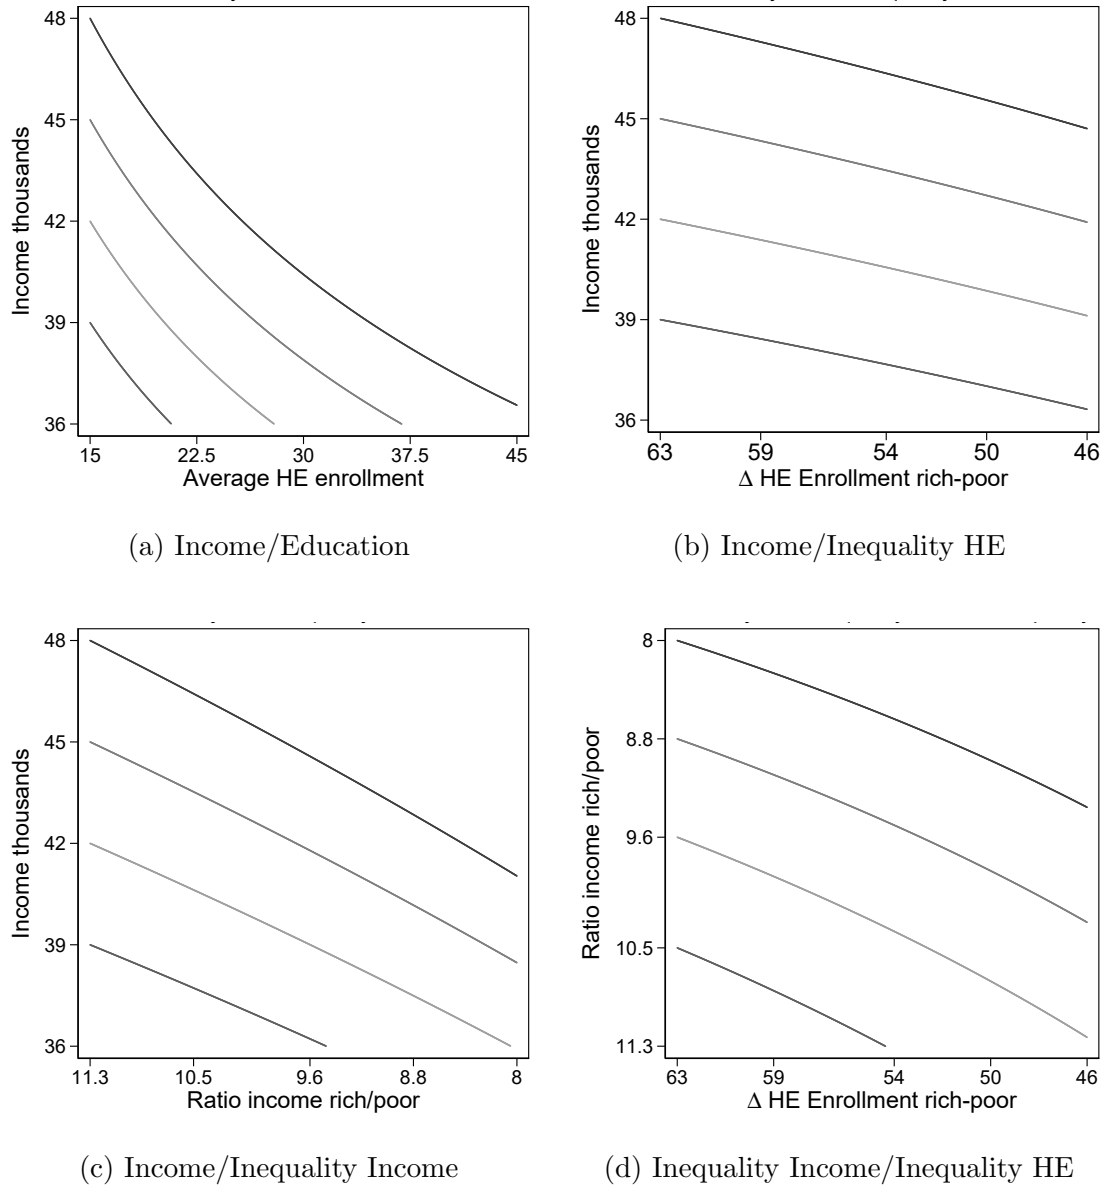 48
45
42
39
36
Income thousands
15 22.5 30 37.5 45
Average HE enrollment
(a) Income/Education
48
45
42
39
36
Income thousands
63 59 54 50 46
Δ HE Enrollment rich-poor
(b) Income/Inequality HE
48
45
42
39
36
Income thousands
11.3 10.5 9.6 8.8 8
Ratio income rich/poor
(c) Income/Inequality Income
8
8.8
9.6
10.5
11.3
Ratio income rich/poor
63 59 54 50 46
Δ HE Enrollment rich-poor
(d) Inequality Income/Inequality HE